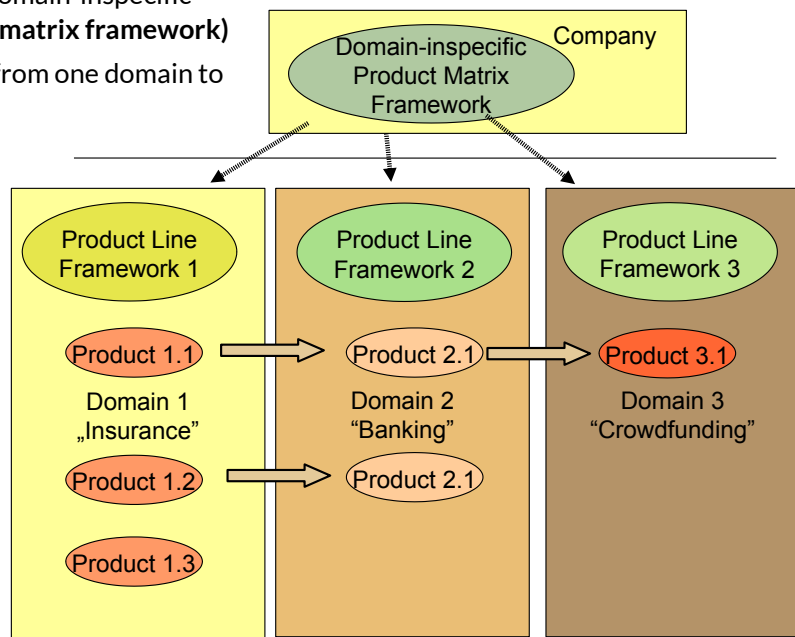 omain-inspecific
matrix framework)
from one domain to
Domain-inspecific
Product Matrix
Framework
Company
Product Line
Framework 1
Product Line
Framework 2
Product Line
Framework 3
Product 1.1
Product 2.1
Product 3.1
Domain 1
„Insurance”
Domain 2
“Banking”
Domain 3
“Crowdfunding”
Product 1.2
Product 2.1
Product 1.3